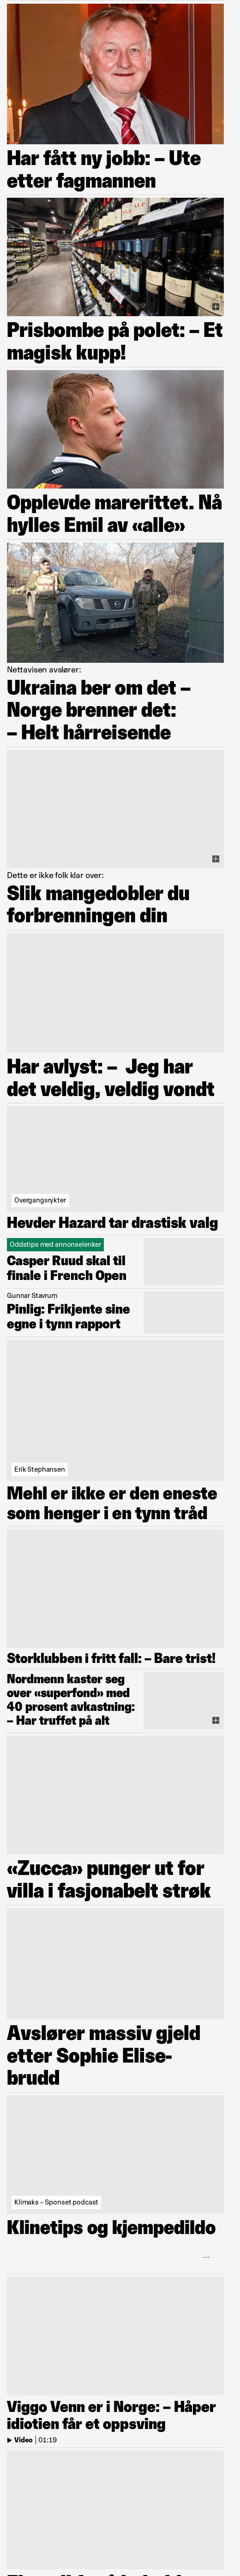 Har fått ny jobb: – Ute
etter fagmannen
Prisbombe på polet: – Et
magisk kupp!
Opplevde marerittet. Nå
hylles Emil av «alle»
Nettavisen avslører:
Ukraina ber om det –
Norge brenner det:
– Helt hårreisende
Dette er ikke folk klar over:
Slik mangedobler du
forbrenningen din
Har avlyst: – Jeg har
det veldig, veldig vondt
Overgangsrykter
Hevder Hazard tar drastisk valg
Oddstips med annonselenker
Casper Ruud skal til
finale i French Open
Gunnar Stavrum
Pinlig: Frikjente sine
egne i tynn rapport
Erik Stephansen
Mehl er ikke er den eneste
som henger i en tynn tråd
Storklubben i fritt fall: – Bare trist!
Nordmenn kaster seg
over «superfond» med
40 prosent avkastning:
– Har truffet på alt
«Zucca» punger ut for
villa i fasjonabelt strøk
Avslører massiv gjeld
etter Sophie Elise-
brudd
Klimaks – Sponset podcast
Klinetips og kjempedildo
Viggo Venn er i Norge: – Håper
idiotien får et oppsving
Video | 01:19